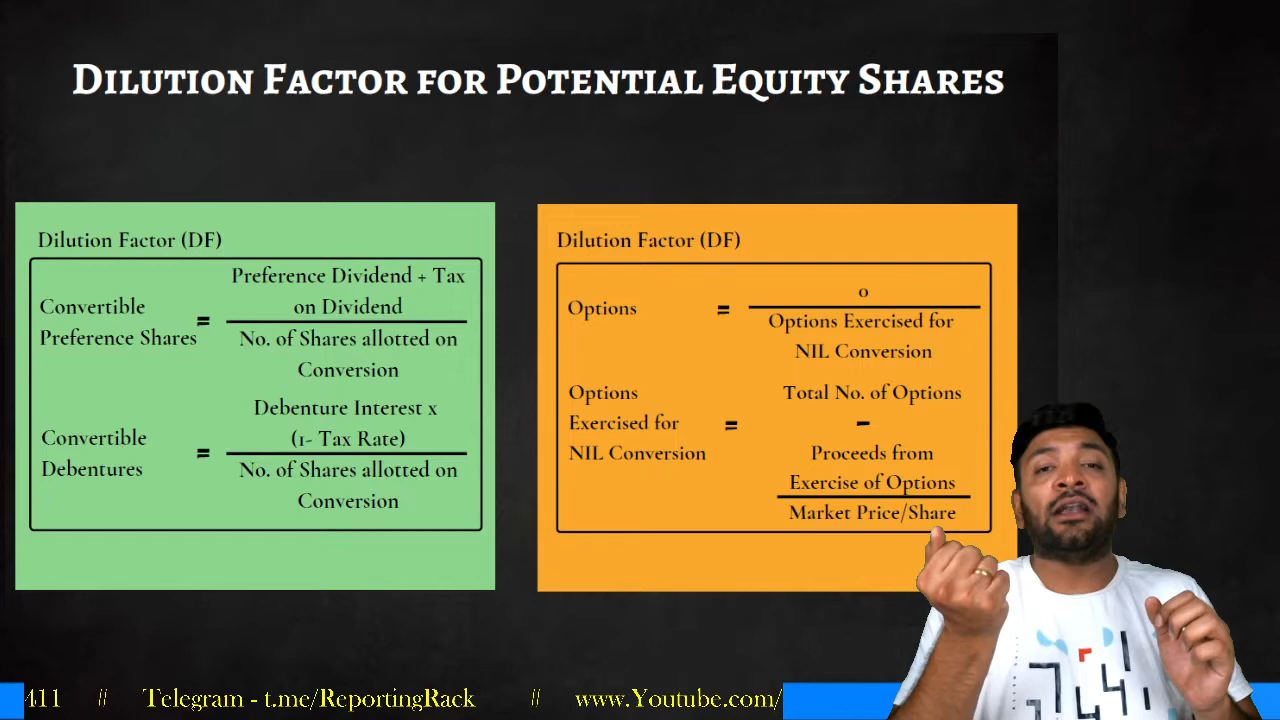 Dilution Factor for Potential Equity Shares
Dilution Factor (DF)
Convertible
Preference Shares
=
Preference Dividend + Tax
on Dividend
No. of Shares allotted on
Conversion
Convertible
Debentures
=
Debenture Interest x
(1- Tax Rate)
No. of Shares allotted on
Conversion
Dilution Factor (DF)
Options
=
0
Options Exercised for
NIL Conversion
Options
Exercised for
NIL Conversion
=
Total No. of Options
-
Proceeds from
Exercise of Options
Market Price/Share
411 # Telegram - t.me/ReportingRack # www.Youtube.com/